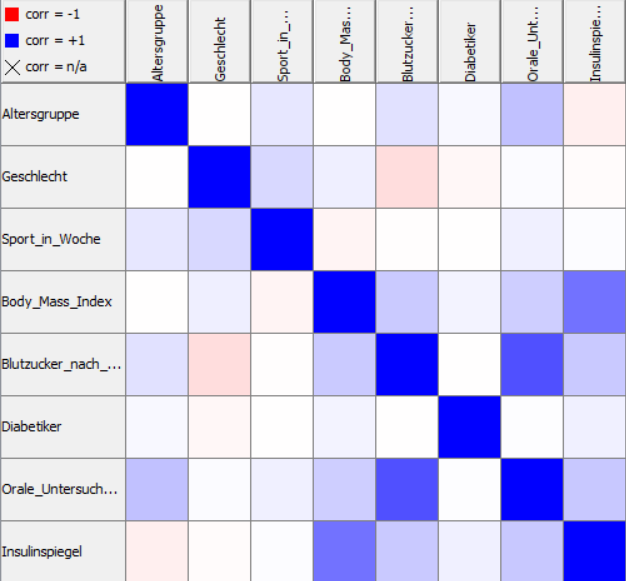 corr = -1
corr = +1
corr = n/a
Altersgruppe
Geschlecht
Sport_in_...
Body_Mas...
Blutzucker...
Diabetiker
Orale_Unt...
Insulinspie...
Altersgruppe
Geschlecht
Sport_in_Woche
Body_Mass_Index
Blutzucker_nach_...
Diabetiker
Orale_Untersuch...
Insulinspiegel